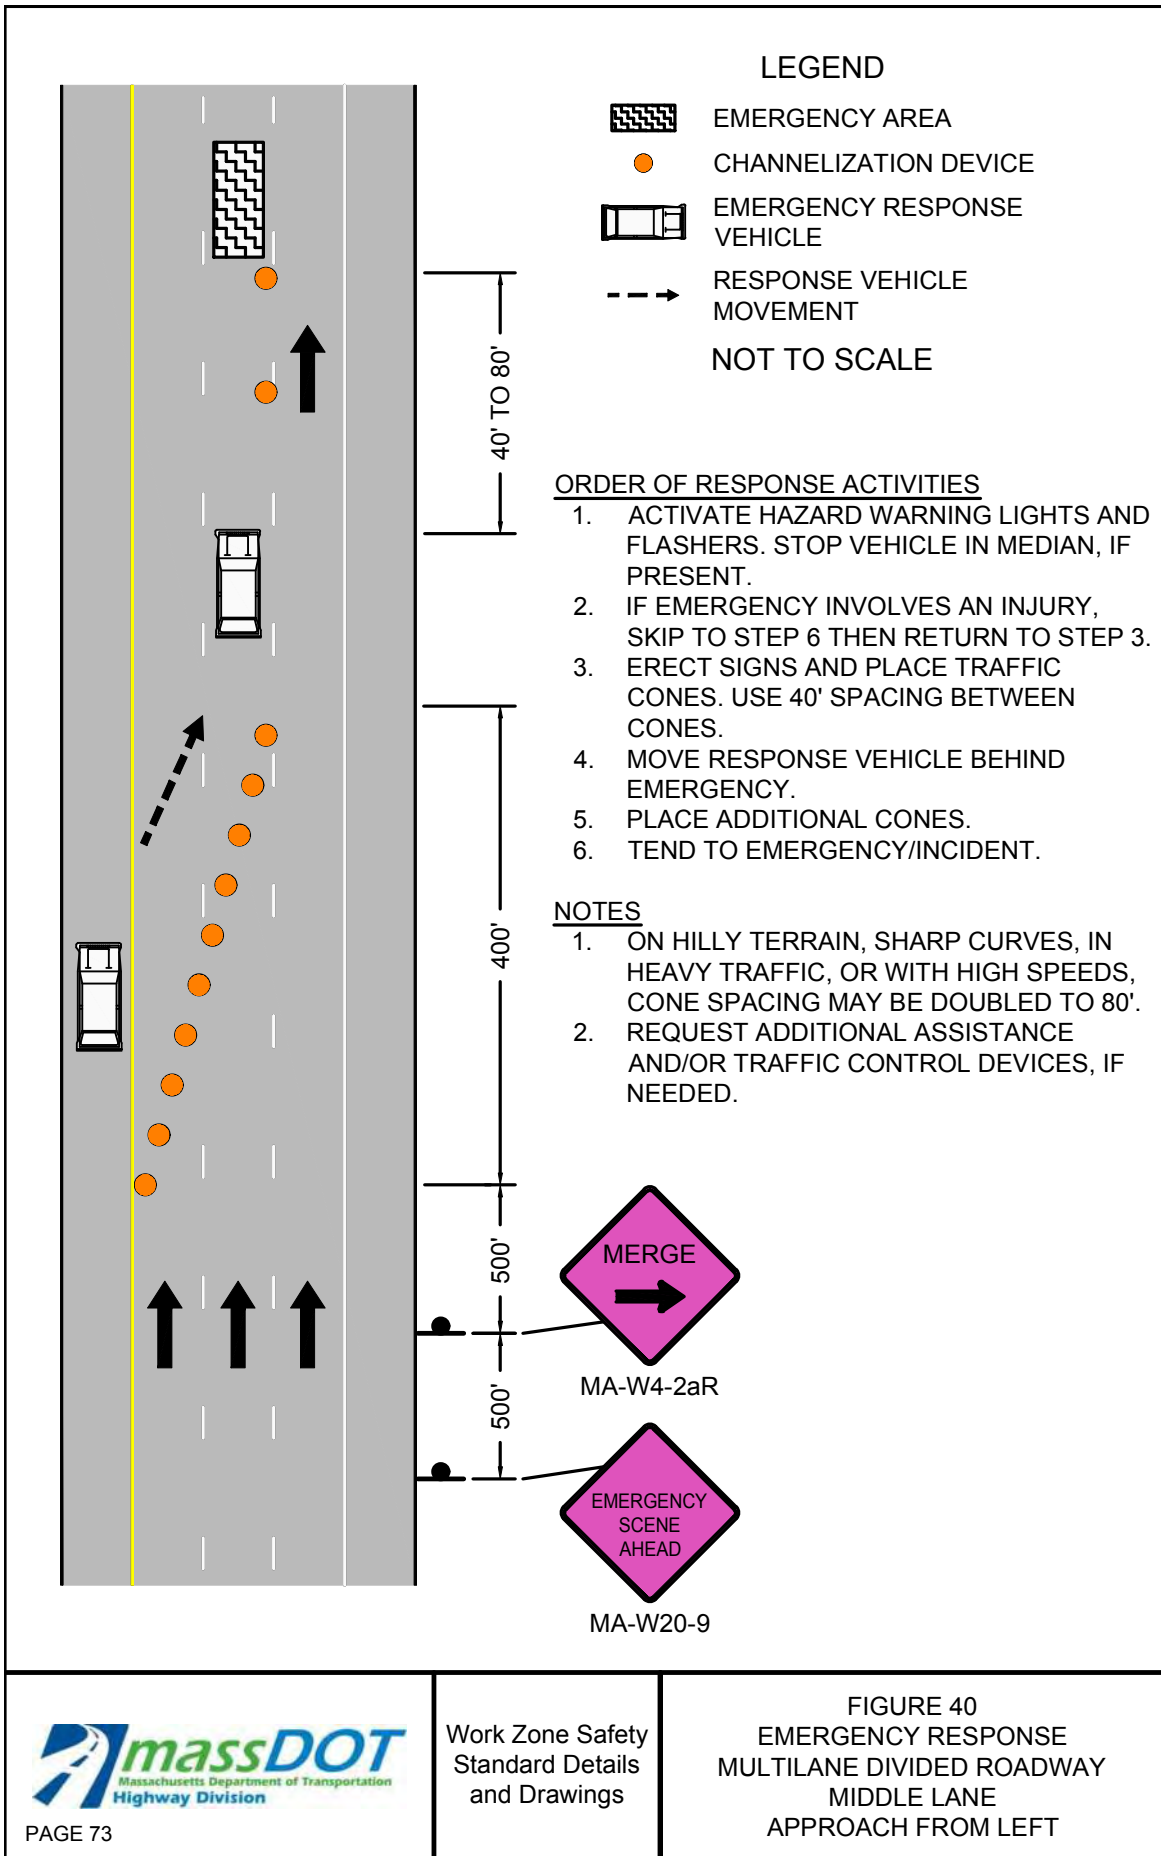 LEGEND
EMERGENCY AREA
CHANNELIZATION DEVICE
EMERGENCY RESPONSE
VEHICLE
RESPONSE VEHICLE
MOVEMENT
NOT TO SCALE
40' TO 80'
ORDER OF RESPONSE ACTIVITIES
1. ACTIVATE HAZARD WARNING LIGHTS AND
FLASHERS. STOP VEHICLE IN MEDIAN, IF
PRESENT.
2. IF EMERGENCY INVOLVES AN INJURY,
SKIP TO STEP 6 THEN RETURN TO STEP 3.
3. ERECT SIGNS AND PLACE TRAFFIC
CONES. USE 40' SPACING BETWEEN
CONES.
4. MOVE RESPONSE VEHICLE BEHIND
EMERGENCY.
5. PLACE ADDITIONAL CONES.
6. TEND TO EMERGENCY/INCIDENT.
NOTES
1. ON HILLY TERRAIN, SHARP CURVES, IN
HEAVY TRAFFIC, OR WITH HIGH SPEEDS,
CONE SPACING MAY BE DOUBLED TO 80'.
2. REQUEST ADDITIONAL ASSISTANCE
AND/OR TRAFFIC CONTROL DEVICES, IF
NEEDED.
400'
500'
MERGE
MA-W4-2aR
500'
EMERGENCY
SCENE
AHEAD
MA-W20-9
massDOT
Massachusetts Department of Transportation
Highway Division
PAGE 73
Work Zone Safety
Standard Details
and Drawings
FIGURE 40
EMERGENCY RESPONSE
MULTILANE DIVIDED ROADWAY
MIDDLE LANE
APPROACH FROM LEFT